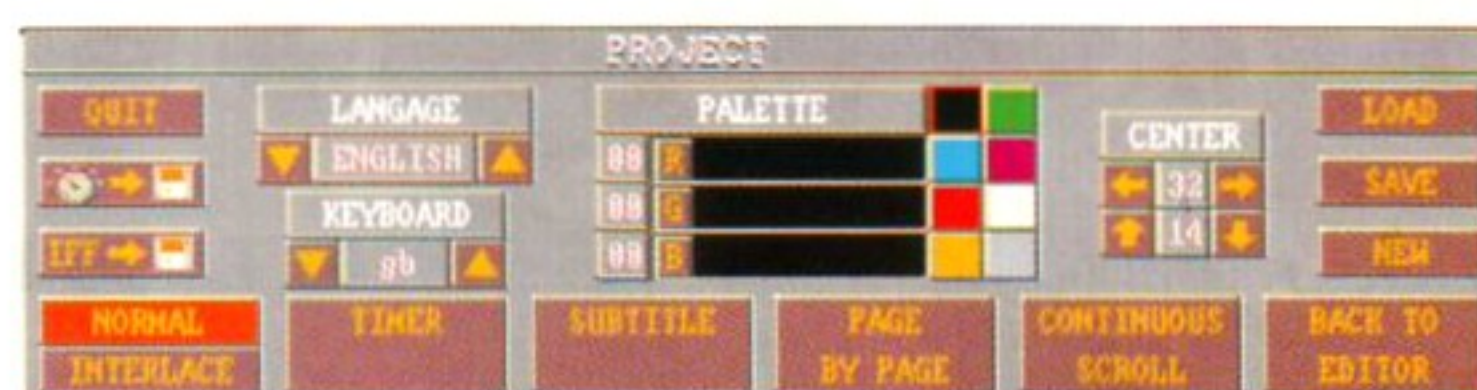 PROJECT
QUIT
LANGAGE
ENGLISH
KEYBOARD
gb
IFF
PALETTE
00 R
00 G
00 B
CENTER
32
14
LOAD
SAVE
NEW
NORMAL
INTERLACE
TIMER
SUBTITLE
PAGE
BY PAGE
CONTINUOUS
SCROLL
BACK TO
EDITOR